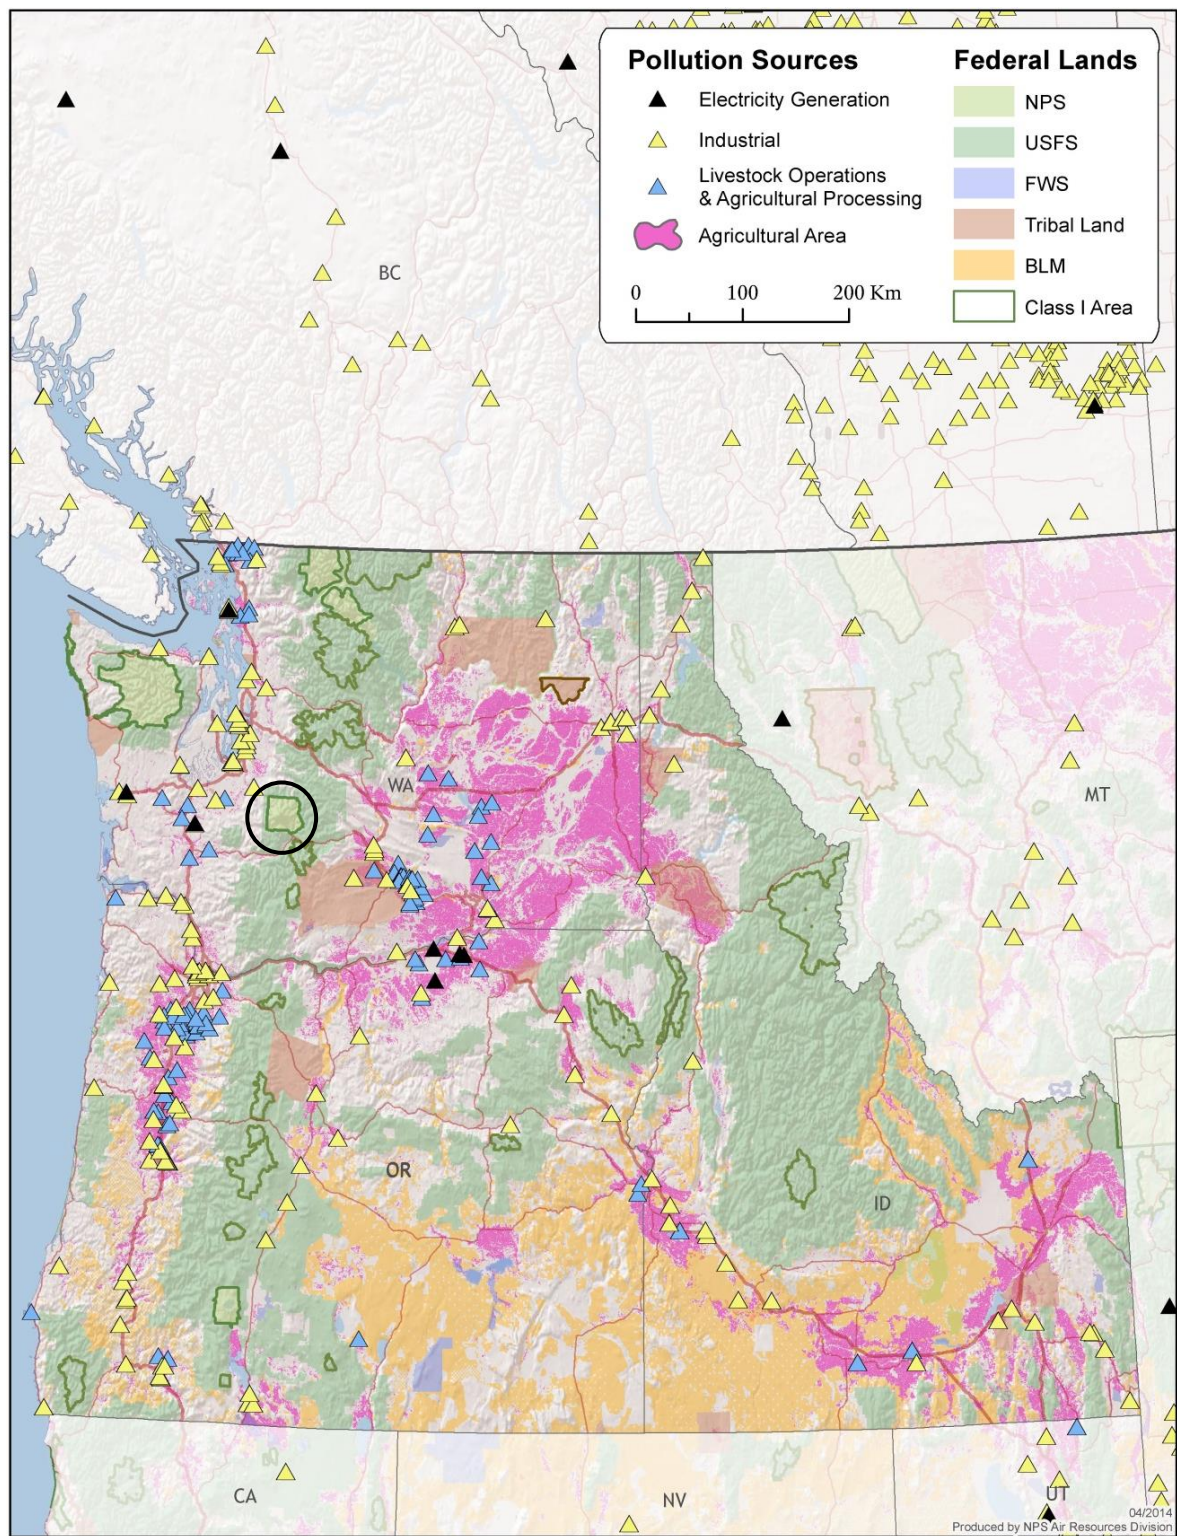 Pollution Sources
Electricity Generation
Industrial
Livestock Operations
& Agricultural Processing
Agricultural Area
0 100 200 Km
Federal Lands
NPS
USFS
FWS
Tribal Land
BLM
Class I Area
BC
WA
MT
OR
ID
CA
NV
UT
04/2014
Produced by NPS Air Resources Division